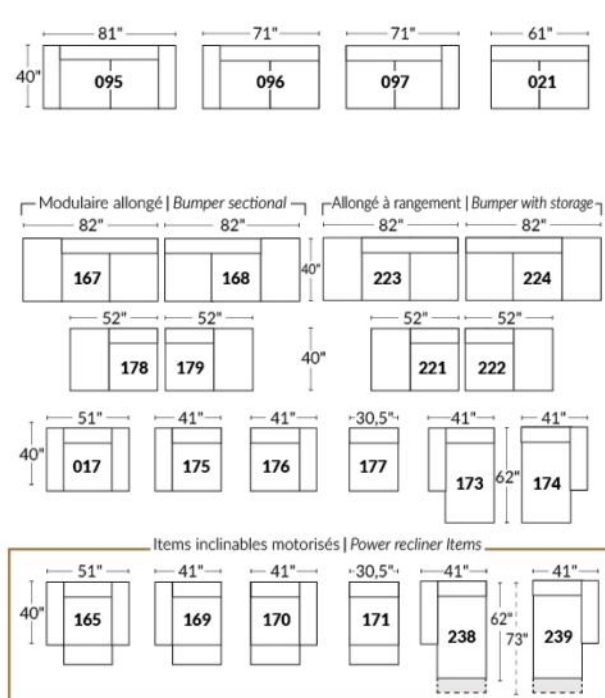 81" 71" 71" 61"
40" 095 096 097 021
Modulaire allongé | Bumper sectional Allongé à rangement | Bumper with storage
82" 82" 82" 82"
167 168 40" 223 224
52" 52" 52" 52"
178 179 40" 221 222
51" 41" 41" 30,5" 41" 41"
40" 017 175 176 177 173 62" 174
Items inclinables motorisés | Power recliner Items
51" 41" 41" 30,5" 41" 41"
40" 165 169 170 171 238 62" 73" 239